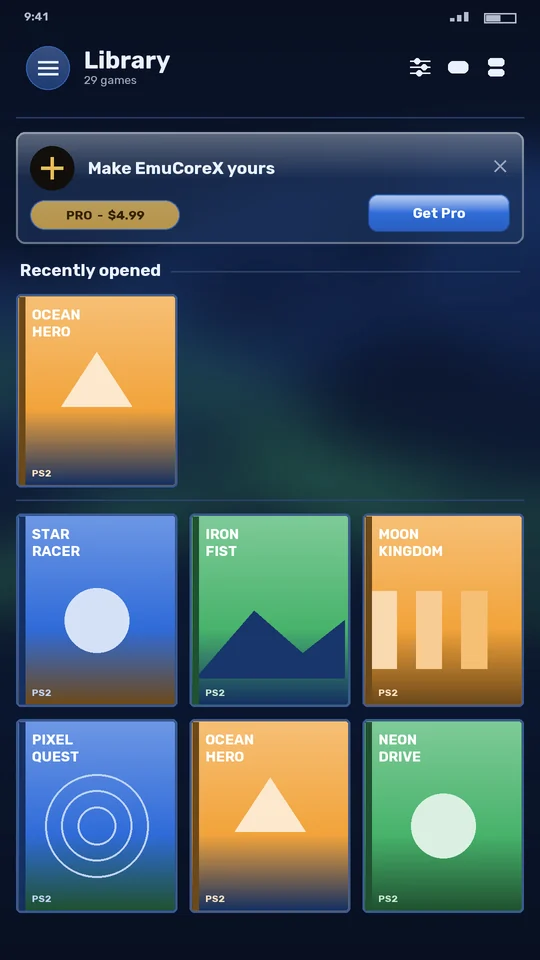 9:41
Library
29 games
Make EmuCoreX yours
PRO - $4.99
Get Pro
Recently opened
OCEAN
HERO
PS2
STAR
RACER
PS2
IRON
FIST
PS2
MOON
KINGDOM
PS2
PIXEL
QUEST
PS2
OCEAN
HERO
PS2
NEON
DRIVE
PS2